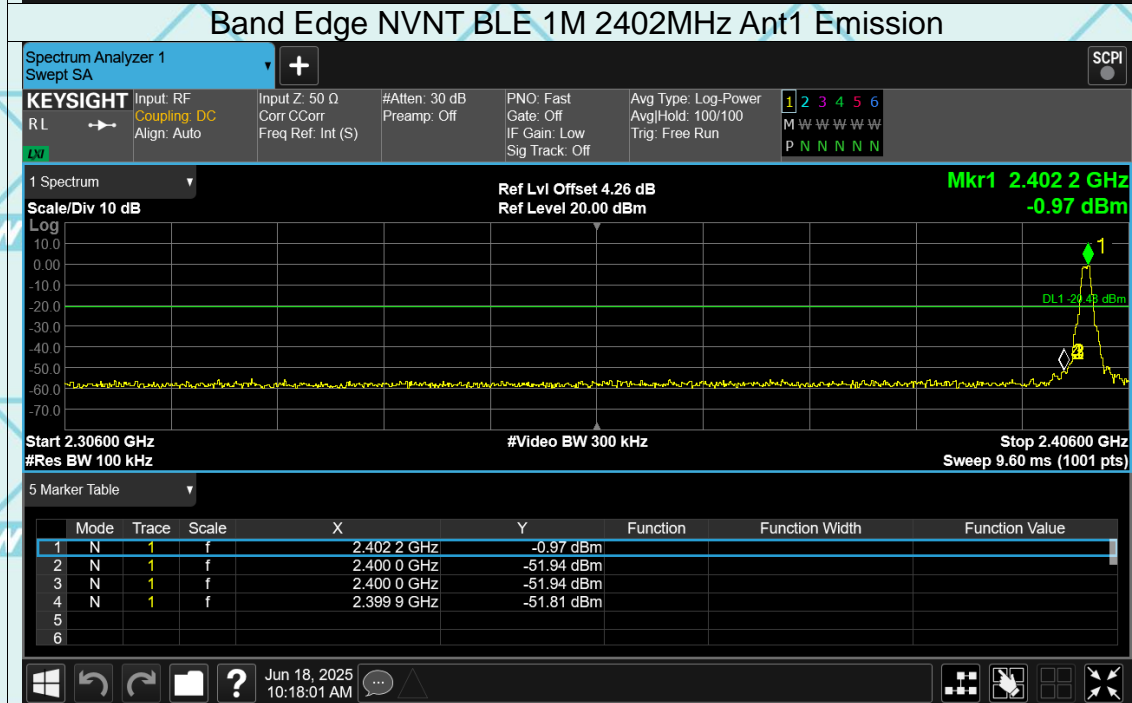 Band Edge NVNT BLE 1M 2402MHz Ant1 Emission
Spectrum Analyzer 1
Swept SA
SCPI
KEYSIGHT
RL
LXI
Input: RF
Coupling: DC
Align: Auto
Input Z: 50 Ω
Corr CCorr
Freq Ref: Int (S)
#Atten: 30 dB
Preamp: Off
PNO: Fast
Gate: Off
IF Gain: Low
Sig Track: Off
Avg Type: Log-Power
Avg|Hold: 100/100
Trig: Free Run
1 2 3 4 5 6
M W W W W W
P N N N N N
1 Spectrum
Scale/Div 10 dB
Ref Lvl Offset 4.26 dB
Ref Level 20.00 dBm
Mkr1 2.402 2 GHz
-0.97 dBm
Log
10.0
0.00
-10.0
-20.0
-30.0
-40.0
-50.0
-60.0
-70.0
1
DL1 -20.43 dBm
Start 2.30600 GHz
#Res BW 100 kHz
#Video BW 300 kHz
Stop 2.40600 GHz
Sweep 9.60 ms (1001 pts)
5 Marker Table
Mode Trace Scale X Y Function Function Width Function Value
1 N 1 f 2.402 2 GHz -0.97 dBm
2 N 1 f 2.400 0 GHz -51.94 dBm
3 N 1 f 2.400 0 GHz -51.94 dBm
4 N 1 f 2.399 9 GHz -51.81 dBm
5
6
Jun 18, 2025
10:18:01 AM